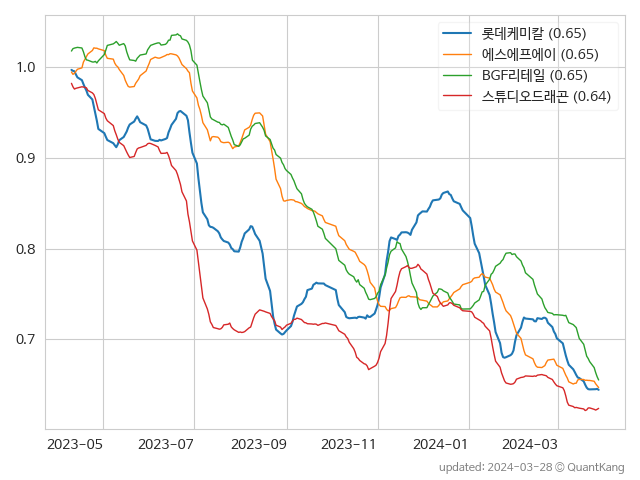 롯데케미칼 (0.65)
에스에프에이 (0.65)
BGF리테일 (0.65)
스튜디오드래곤 (0.64)
1.0
0.9
0.8
0.7
2023-05 2023-07 2023-09 2023-11 2024-01 2024-03
updated: 2024-03-28 © QuantKang